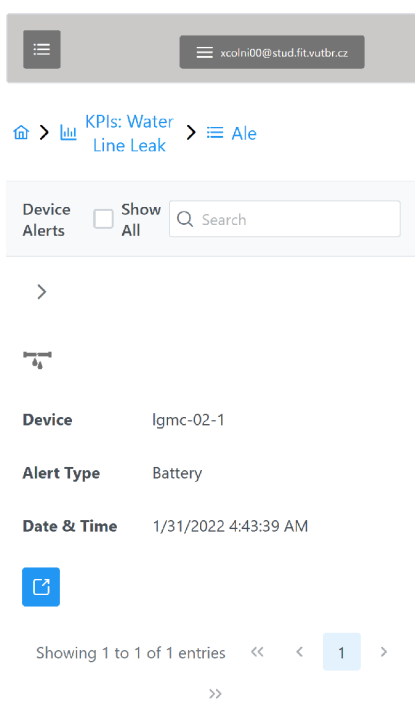 xcolni00@stud.fit.vutbr.cz
KPIs: Water
Line Leak
Ale
Device
Alerts
Show
All
Search
Device lgmc-02-1
Alert Type Battery
Date & Time 1/31/2022 4:43:39 AM
Showing 1 to 1 of 1 entries « ‹ 1 ›
»